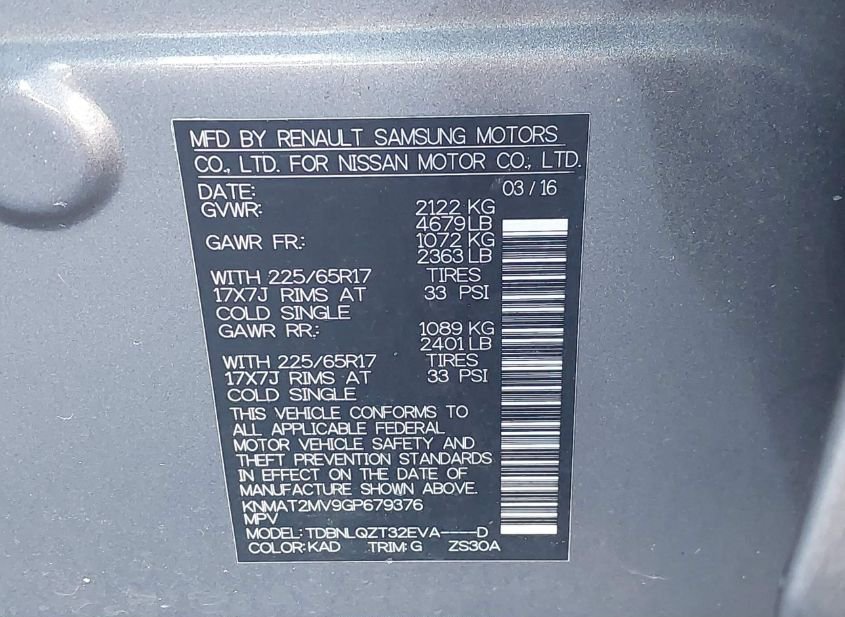 MFD BY RENAULT SAMSUNG MOTORS
CO., LTD. FOR NISSAN MOTOR CO., LTD.
DATE: 03 / 16
GVWR: 2122 KG
4679 LB
GAWR FR.: 1072 KG
2363 LB
WITH 225/65R17 TIRES
17X7J RIMS AT 33 PSI
COLD SINGLE
GAWR RR.: 1089 KG
2401 LB
WITH 225/65R17 TIRES
17X7J RIMS AT 33 PSI
COLD SINGLE
THIS VEHICLE CONFORMS TO
ALL APPLICABLE FEDERAL
MOTOR VEHICLE SAFETY AND
THEFT PREVENTION STANDARDS
IN EFFECT ON THE DATE OF
MANUFACTURE SHOWN ABOVE.
KNMAT2MV9GP679376
MPV
MODEL: TDBNLQZT32EVA----D
COLOR: KAD TRIM: G ZS30A